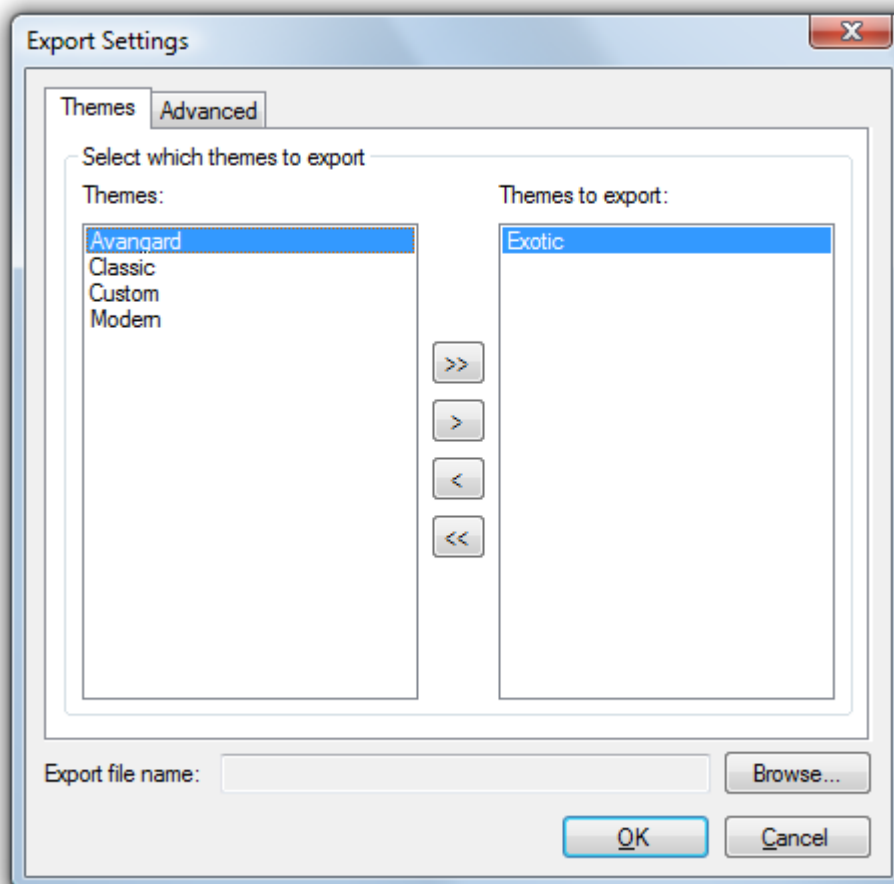 Export Settings
Themes
Advanced
Select which themes to export
Themes:
Themes to export:
Avangard
Classic
Custom
Modern
Exotic
>>
>
<
<<
Export file name:
Browse...
OK
Cancel